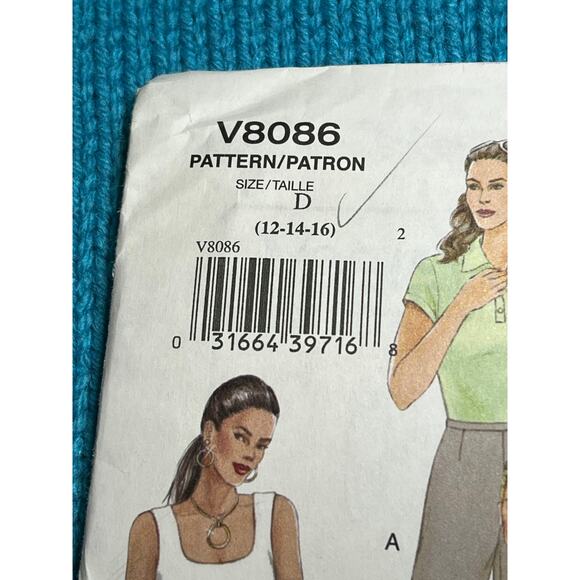 V8086
PATTERN/PATRON
SIZE/TAILLE
D
(12-14-16)
2
V8086
0 31664 39716 8
A